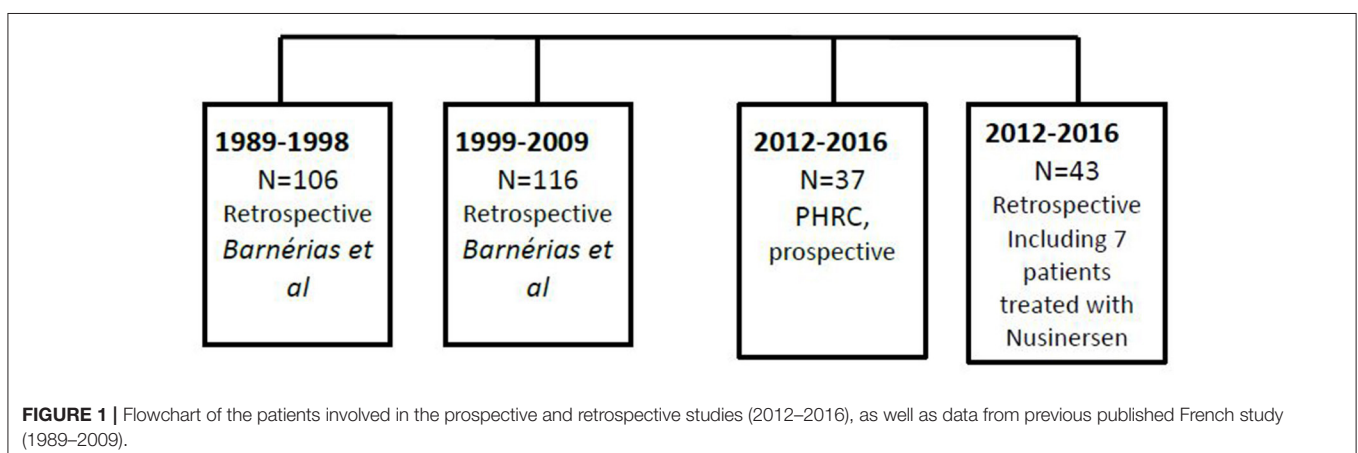 1989-1998
N=106
Retrospective
Barnérias et
al
1999-2009
N=116
Retrospective
Barnérias et
al
2012-2016
N=37
PHRC,
prospective
2012-2016
N=43
Retrospective
Including 7
patients
treated with
Nusinersen
FIGURE 1 | Flowchart of the patients involved in the prospective and retrospective studies (2012–2016), as well as data from previous published French study
(1989–2009).